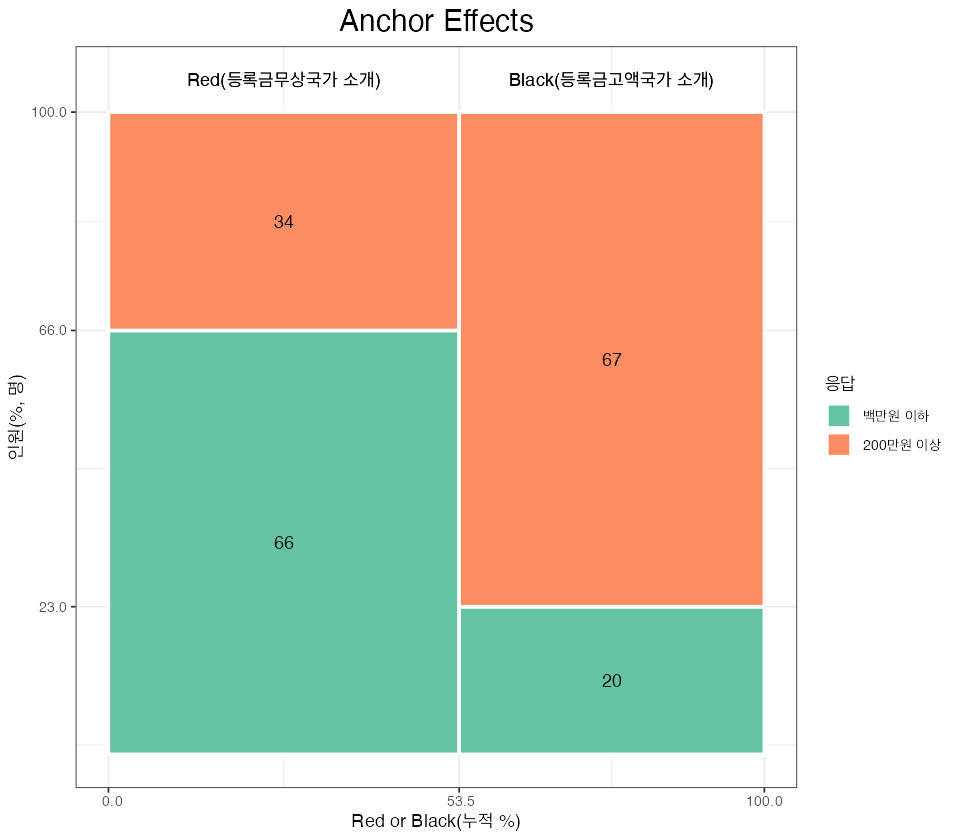 Anchor Effects
Red(등록금무상국가 소개)
Black(등록금고액국가 소개)
100.0
34
66.0
67
인원(%, 명)
응답
백만원 이하
200만원 이상
66
23.0
20
0.0
53.5
100.0
Red or Black(누적 %)